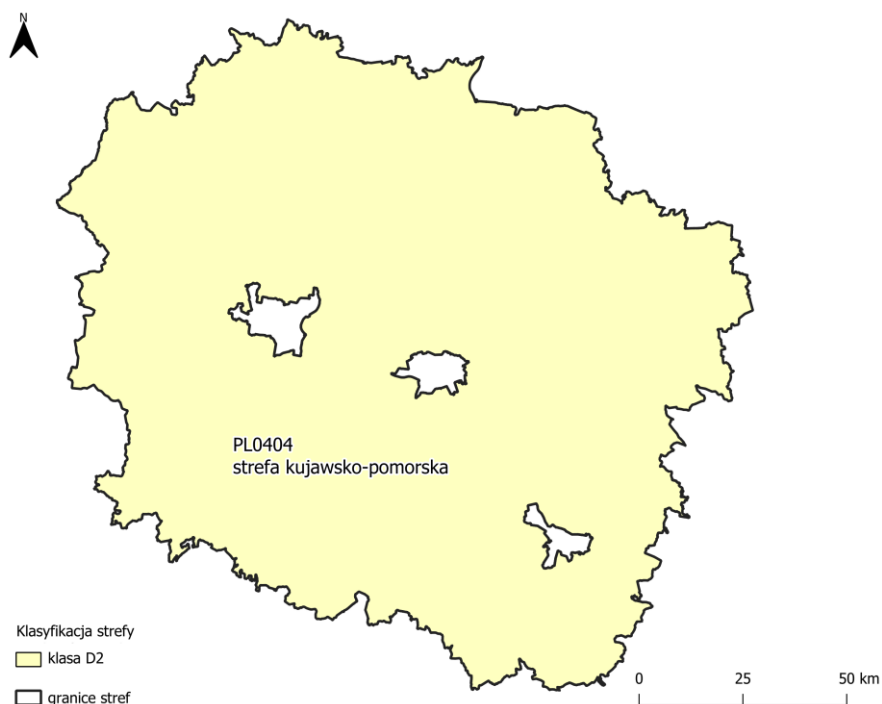 N
PL0404
strefa kujawsko-pomorska
Klasyfikacja strefy
klasa D2
granice stref
0 25 50 km